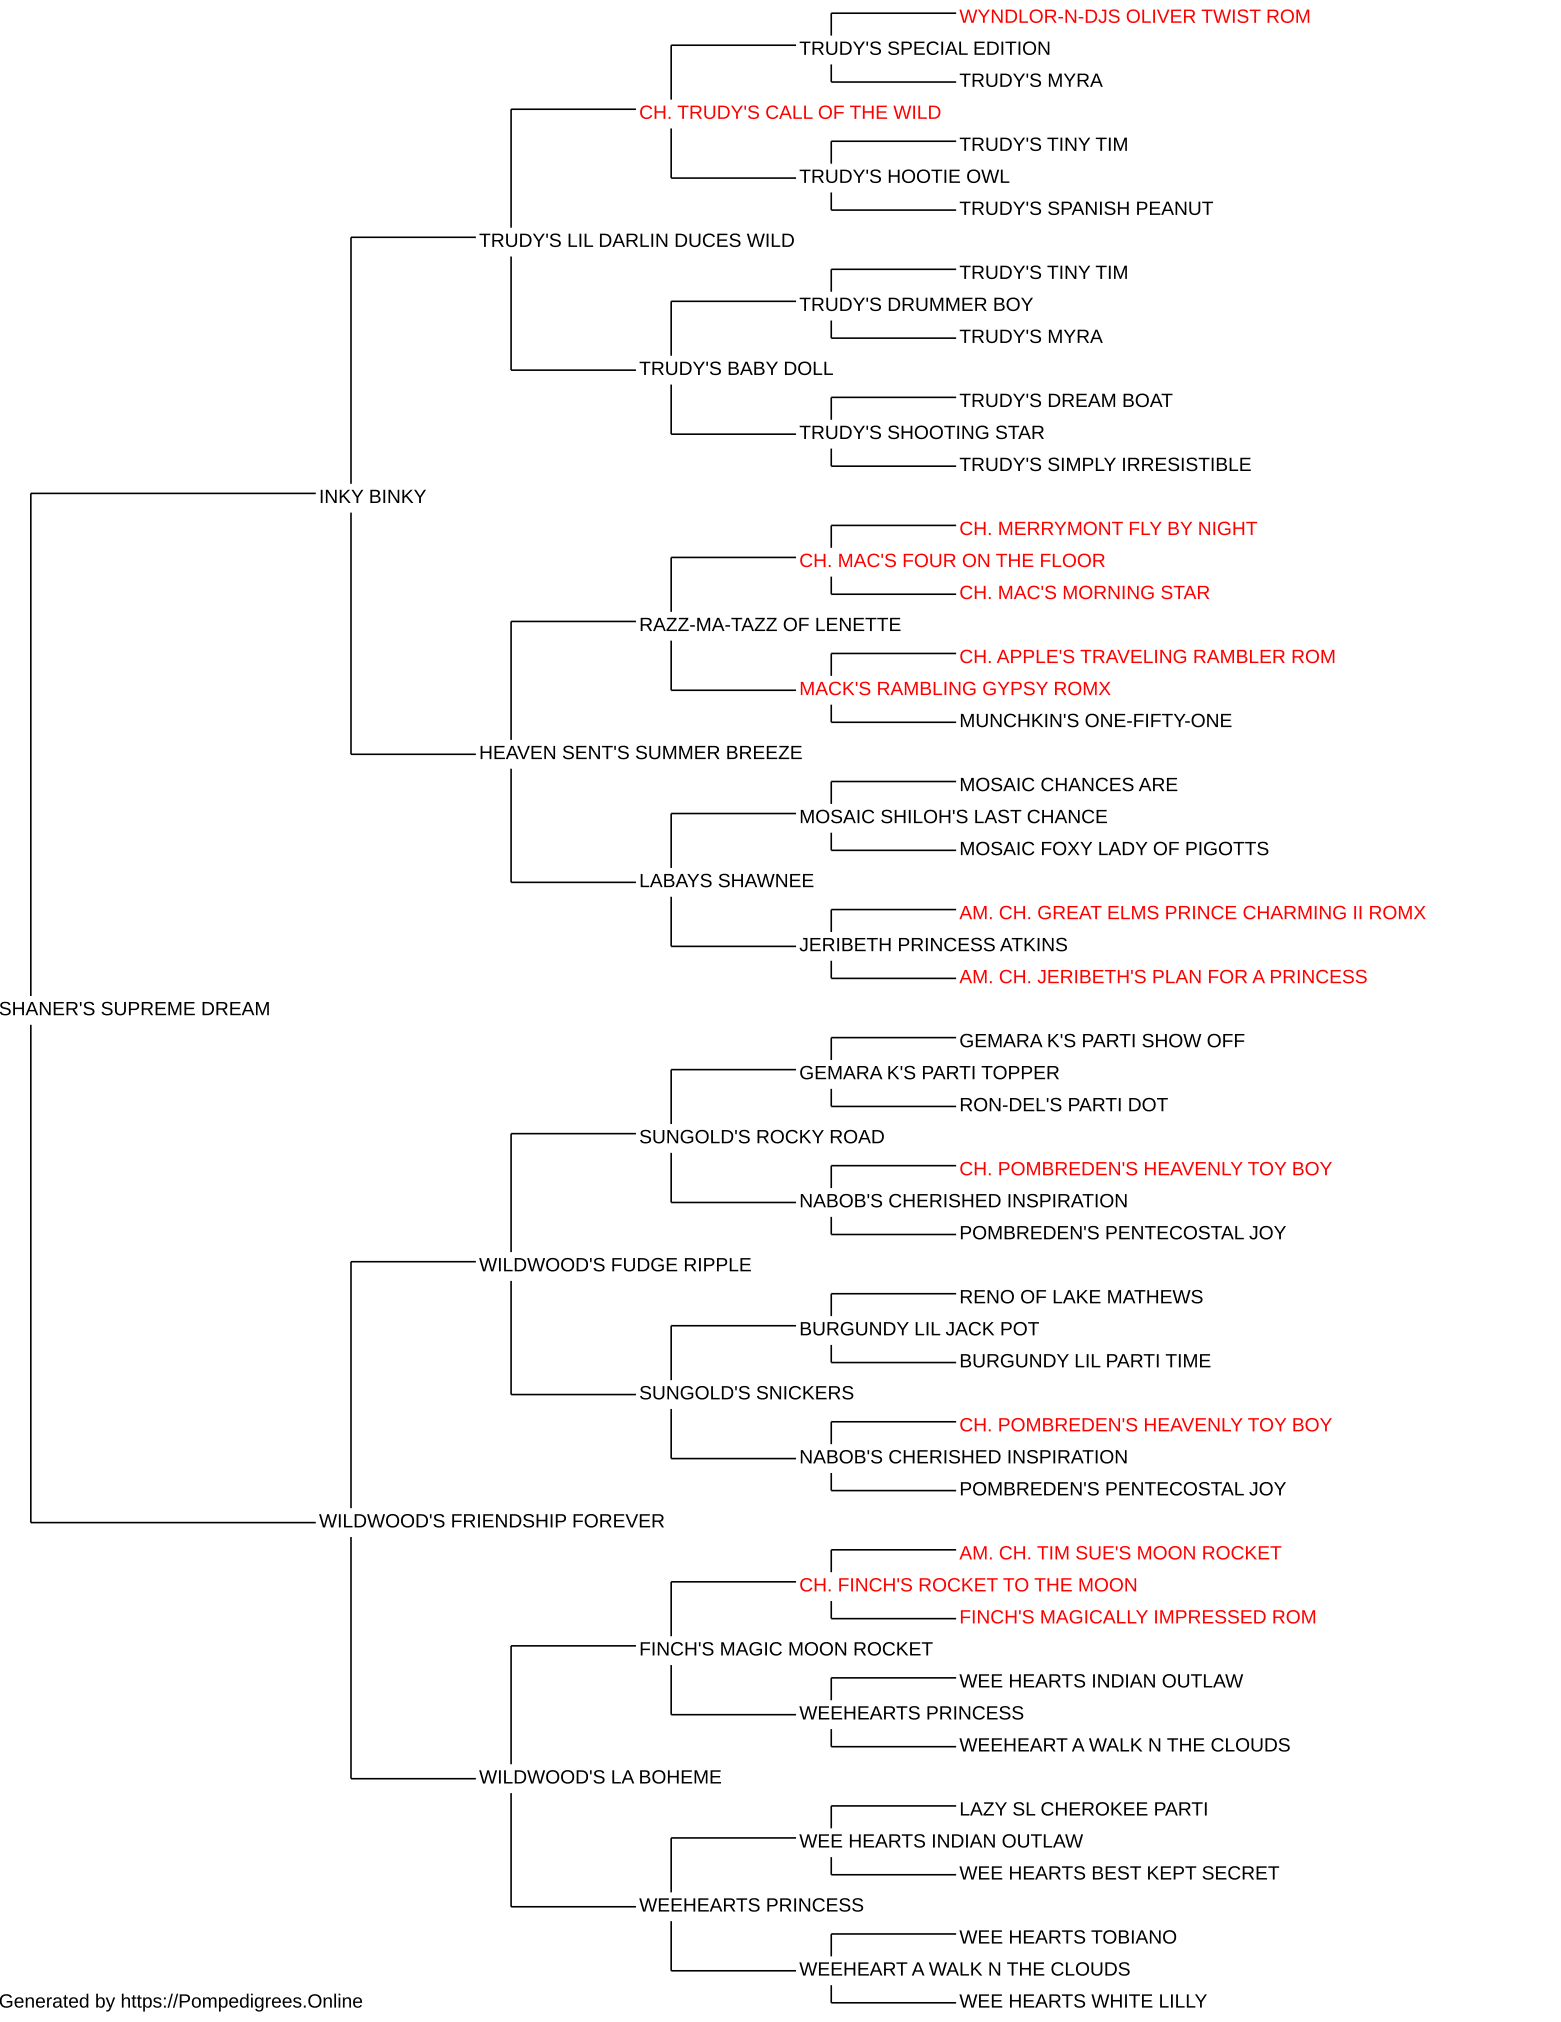 WYNDLOR-N-DJS OLIVER TWIST ROM
TRUDY'S SPECIAL EDITION
TRUDY'S MYRA
CH. TRUDY'S CALL OF THE WILD
TRUDY'S TINY TIM
TRUDY'S HOOTIE OWL
TRUDY'S SPANISH PEANUT
TRUDY'S LIL DARLIN DUCES WILD
TRUDY'S TINY TIM
TRUDY'S DRUMMER BOY
TRUDY'S MYRA
TRUDY'S BABY DOLL
TRUDY'S DREAM BOAT
TRUDY'S SHOOTING STAR
TRUDY'S SIMPLY IRRESISTIBLE
INKY BINKY
CH. MERRYMONT FLY BY NIGHT
CH. MAC'S FOUR ON THE FLOOR
CH. MAC'S MORNING STAR
RAZZ-MA-TAZZ OF LENETTE
CH. APPLE'S TRAVELING RAMBLER ROM
MACK'S RAMBLING GYPSY ROMX
MUNCHKIN'S ONE-FIFTY-ONE
HEAVEN SENT'S SUMMER BREEZE
MOSAIC CHANCES ARE
MOSAIC SHILOH'S LAST CHANCE
MOSAIC FOXY LADY OF PIGOTTS
LABAYS SHAWNEE
AM. CH. GREAT ELMS PRINCE CHARMING II ROMX
JERIBETH PRINCESS ATKINS
AM. CH. JERIBETH'S PLAN FOR A PRINCESS
SHANER'S SUPREME DREAM
GEMARA K'S PARTI SHOW OFF
GEMARA K'S PARTI TOPPER
RON-DEL'S PARTI DOT
SUNGOLD'S ROCKY ROAD
CH. POMBREDEN'S HEAVENLY TOY BOY
NABOB'S CHERISHED INSPIRATION
POMBREDEN'S PENTECOSTAL JOY
WILDWOOD'S FUDGE RIPPLE
RENO OF LAKE MATHEWS
BURGUNDY LIL JACK POT
BURGUNDY LIL PARTI TIME
SUNGOLD'S SNICKERS
CH. POMBREDEN'S HEAVENLY TOY BOY
NABOB'S CHERISHED INSPIRATION
POMBREDEN'S PENTECOSTAL JOY
WILDWOOD'S FRIENDSHIP FOREVER
AM. CH. TIM SUE'S MOON ROCKET
CH. FINCH'S ROCKET TO THE MOON
FINCH'S MAGICALLY IMPRESSED ROM
FINCH'S MAGIC MOON ROCKET
WEE HEARTS INDIAN OUTLAW
WEEHEARTS PRINCESS
WEEHEART A WALK N THE CLOUDS
WILDWOOD'S LA BOHEME
LAZY SL CHEROKEE PARTI
WEE HEARTS INDIAN OUTLAW
WEE HEARTS BEST KEPT SECRET
WEEHEARTS PRINCESS
WEE HEARTS TOBIANO
WEEHEART A WALK N THE CLOUDS
WEE HEARTS WHITE LILLY
Generated by https://Pompedigrees.Online